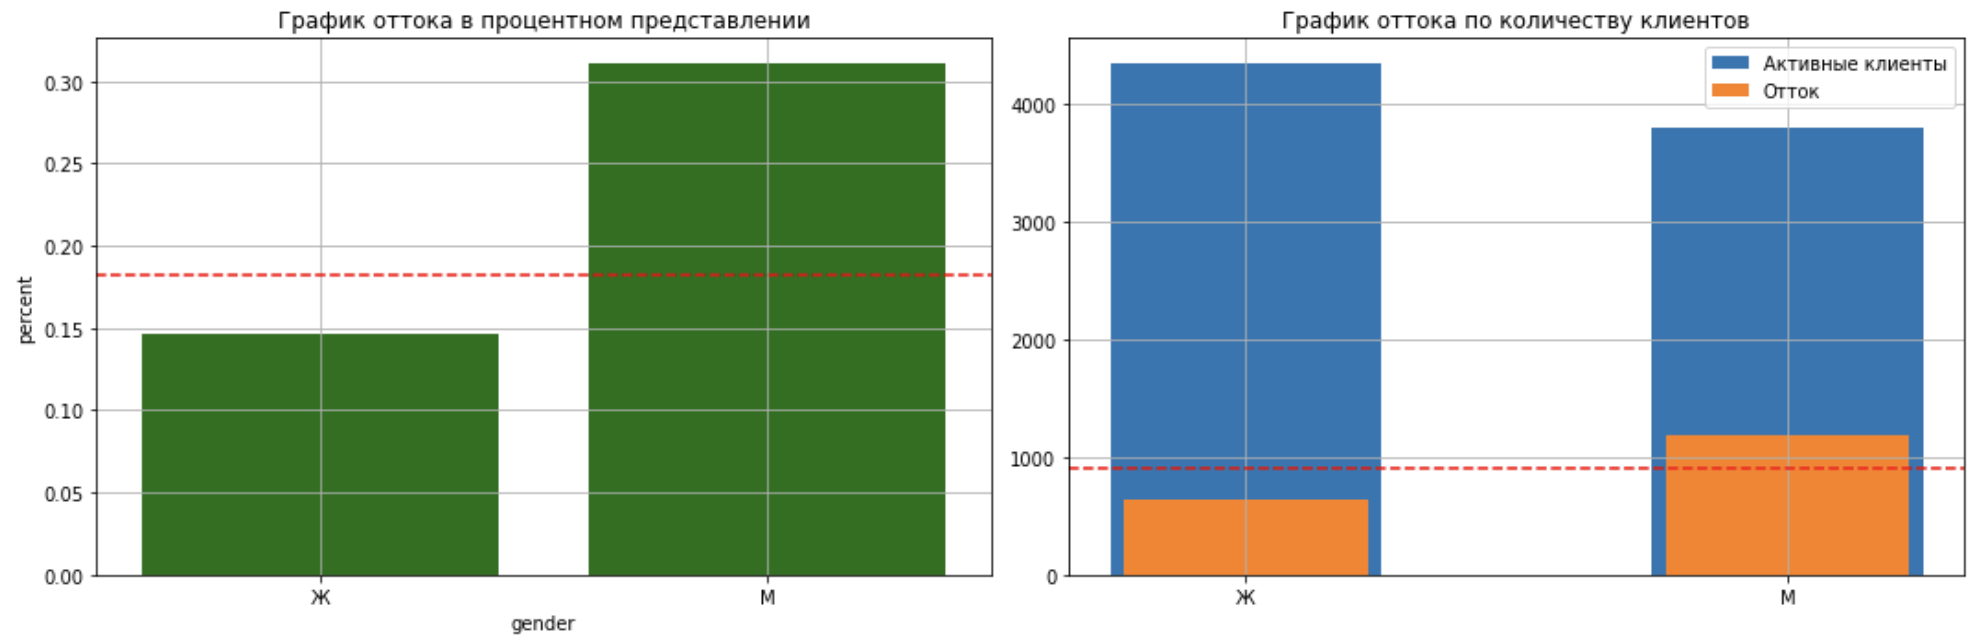 График оттока в процентном представлении
0.30
0.25
0.20
0.15
0.10
0.05
0.00
percent
Ж
М
gender
График оттока по количеству клиентов
Активные клиенты
Отток
4000
3000
2000
1000
0
Ж
М